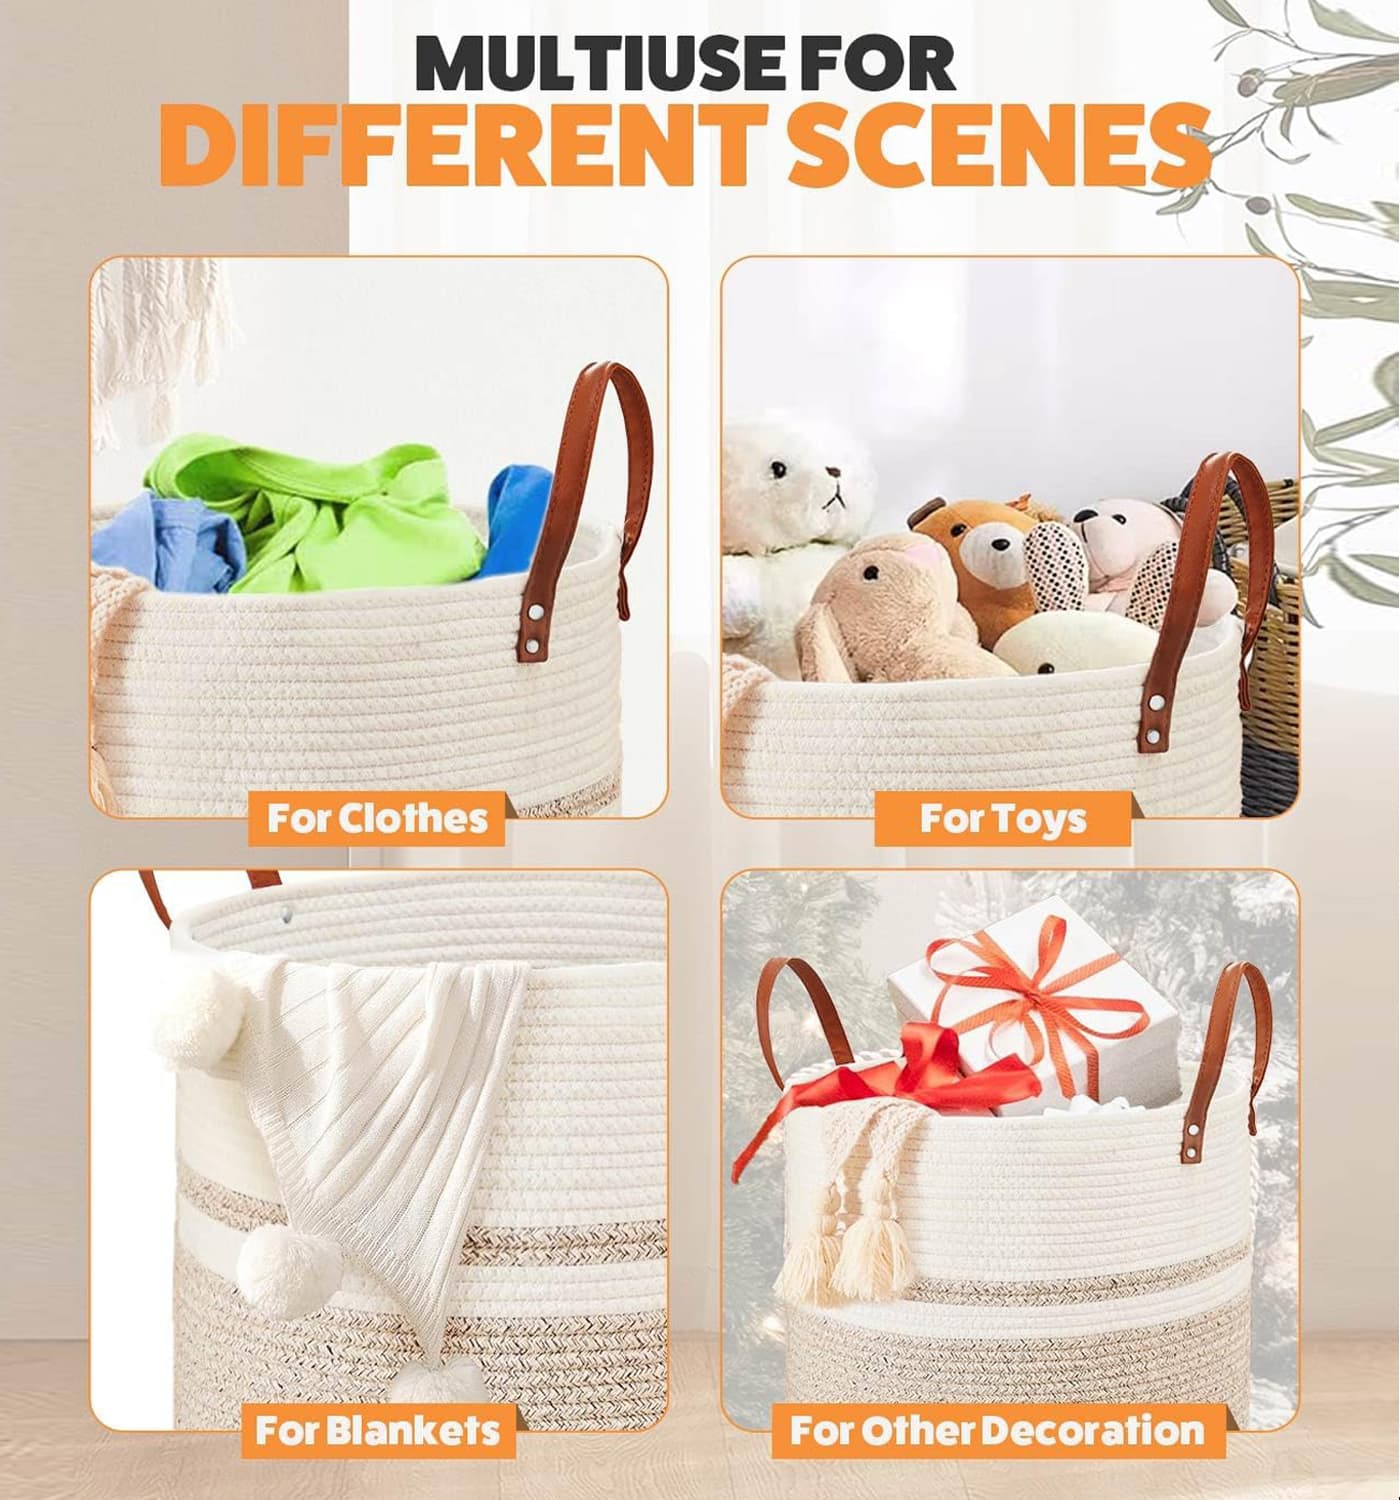 MULTIUSE FOR
DIFFERENT SCENES
For Clothes
For Toys
For Blankets
For Other Decoration